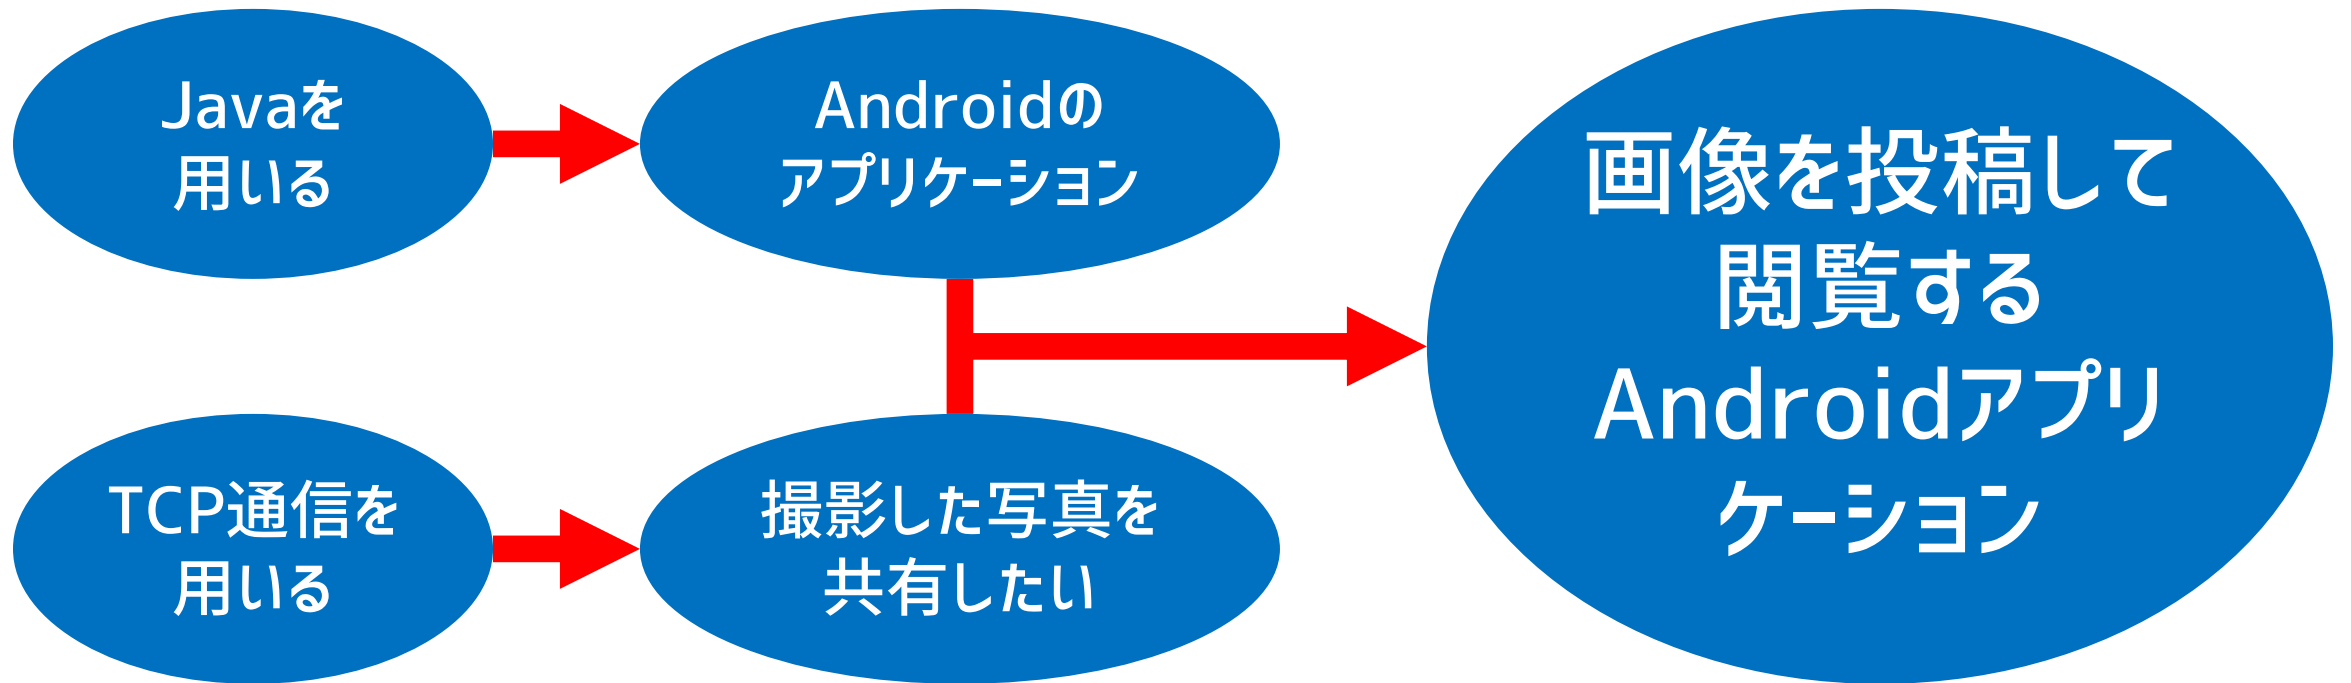 Javaを
用いる
Androidの
アプリケーション
TCP通信を
用いる
撮影した写真を
共有したい
画像を投稿して
閲覧する
Androidアプリ
ケーション